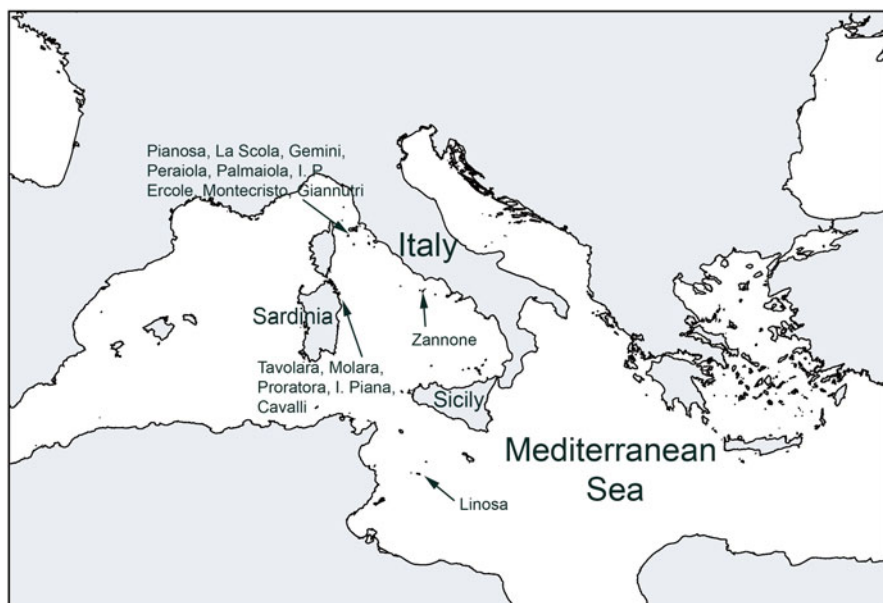 Pianosa, La Scola, Gemini,
Peraiola, Palmaiola, I. P.
Ercole, Montecristo, Giannutri
Italy
Sardinia
Zannone
Tavolara, Molara,
Proratora, I. Piana,
Cavalli
Sicily
Mediterranean
Sea
Linosa